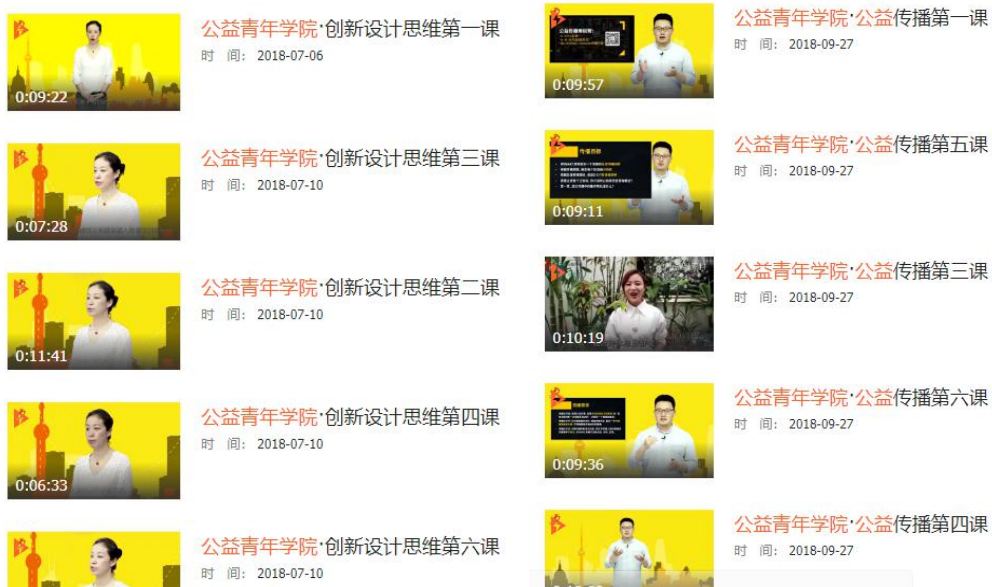 公益青年学院·创新设计思维第一课
时 间: 2018-07-06
0:09:22
公益青年学院·创新设计思维第三课
时 间: 2018-07-10
0:07:28
公益青年学院·创新设计思维第二课
时 间: 2018-07-10
0:11:41
公益青年学院·创新设计思维第四课
时 间: 2018-07-10
0:06:33
公益青年学院·创新设计思维第六课
时 间: 2018-07-10
公益青年学院·公益传播第一课
时 间: 2018-09-27
0:09:57
公益青年学院·公益传播第五课
时 间: 2018-09-27
传播目标
0:09:11
公益青年学院·公益传播第三课
时 间: 2018-09-27
0:10:19
公益青年学院·公益传播第六课
时 间: 2018-09-27
0:09:36
公益青年学院·公益传播第四课
时 间: 2018-09-27